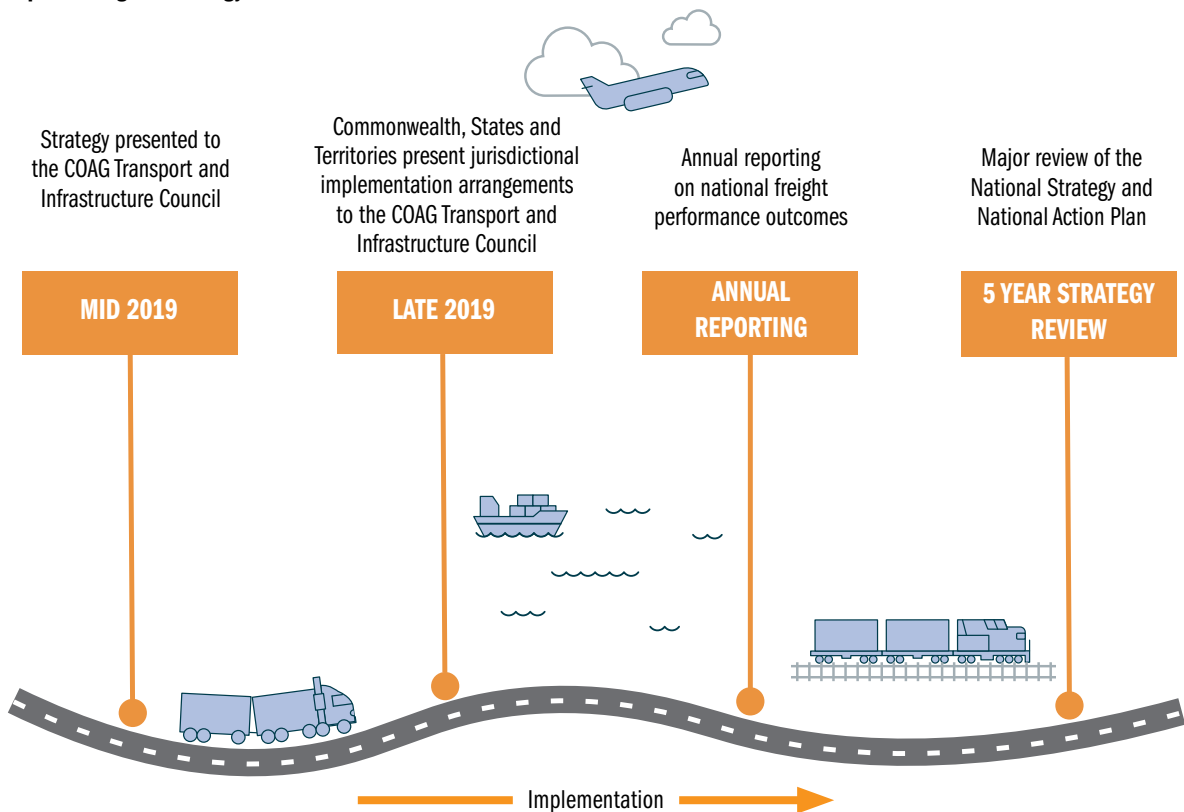 Strategy presented to
the COAG Transport and
Infrastructure Council
MID 2019
Commonwealth, States and
Territories present jurisdictional
implementation arrangements
to the COAG Transport and
Infrastructure Council
LATE 2019
Annual reporting
on national freight
performance outcomes
ANNUAL
REPORTING
Major review of the
National Strategy and
National Action Plan
5 YEAR STRATEGY
REVIEW
Implementation